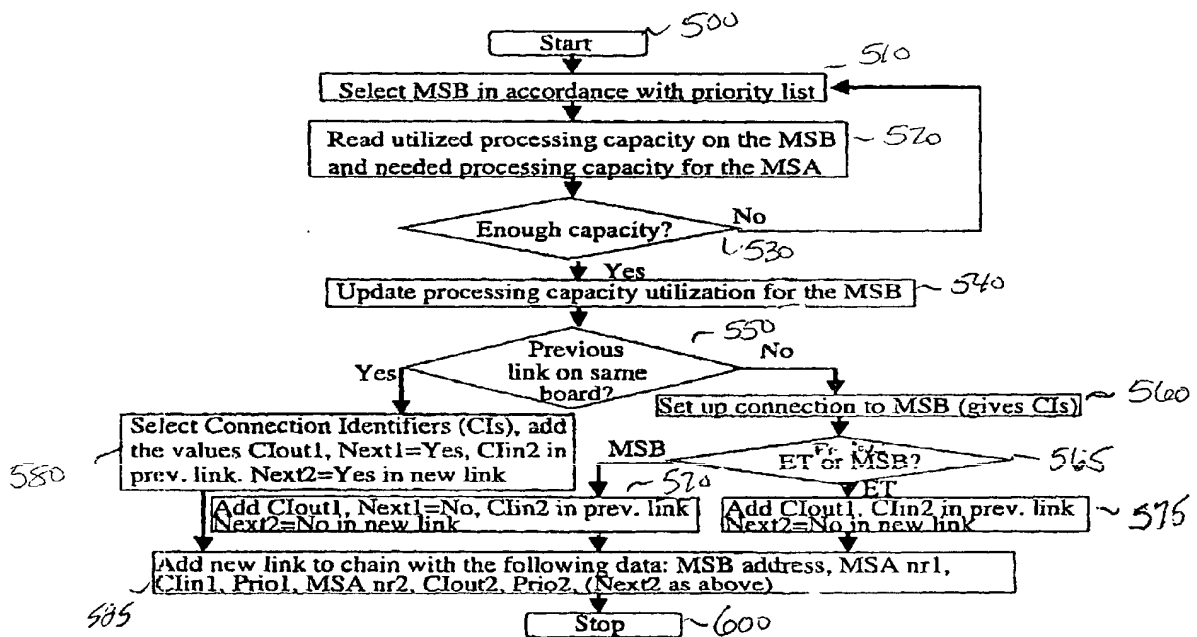 Start
500
Select MSB in accordance with priority list
510
Read utilized processing capacity on the MSB
and needed processing capacity for the MSA
520
Enough capacity?
No
530
Yes
Update processing capacity utilization for the MSB
540
Previous
link on same
board?
550
Yes
No
Set up connection to MSB (gives CIs)
560
ET or MSB?
565
MSB
ET
Select Connection Identifiers (CIs), add
the values CIout1, Next1=Yes, CIin2 in
prev. link. Next2=Yes in new link
580
Add CIout1, Next1=No, CIin2 in prev. link
Next2=No in new link
570
Add CIout1, CIin2 in prev. link
Next2=No in new link
575
Add new link to chain with the following data: MSB address, MSA nr1,
CIin1, Prio1, MSA nr2, CIout2, Prio2, (Next2 as above)
585
Stop
600